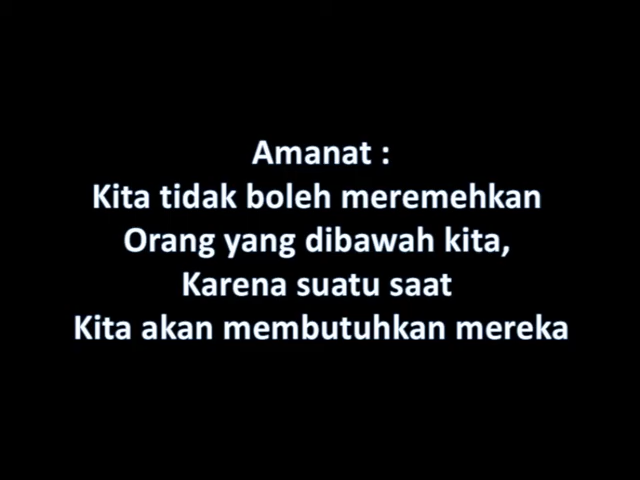 Amanat :
Kita tidak boleh meremehkan
Orang yang dibawah kita,
Karena suatu saat
Kita akan membutuhkan mereka